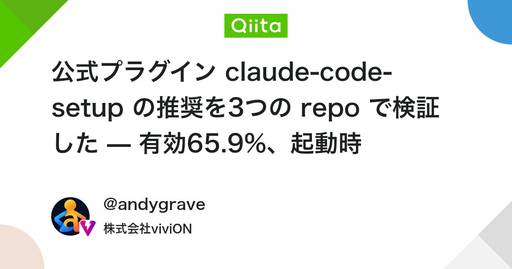 Qiita
公式プラグイン claude-code-
setup の推奨を3つの repo で検証
した — 有効65.9%、起動時
@andygrave
株式会社viviON